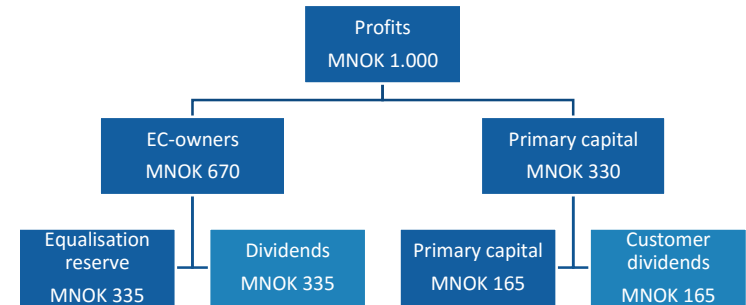 Profits
MNOK 1.000
EC-owners
MNOK 670
Primary capital
MNOK 330
Equalisation
reserve
MNOK 335
Dividends
MNOK 335
Primary capital
MNOK 165
Customer
dividends
MNOK 165